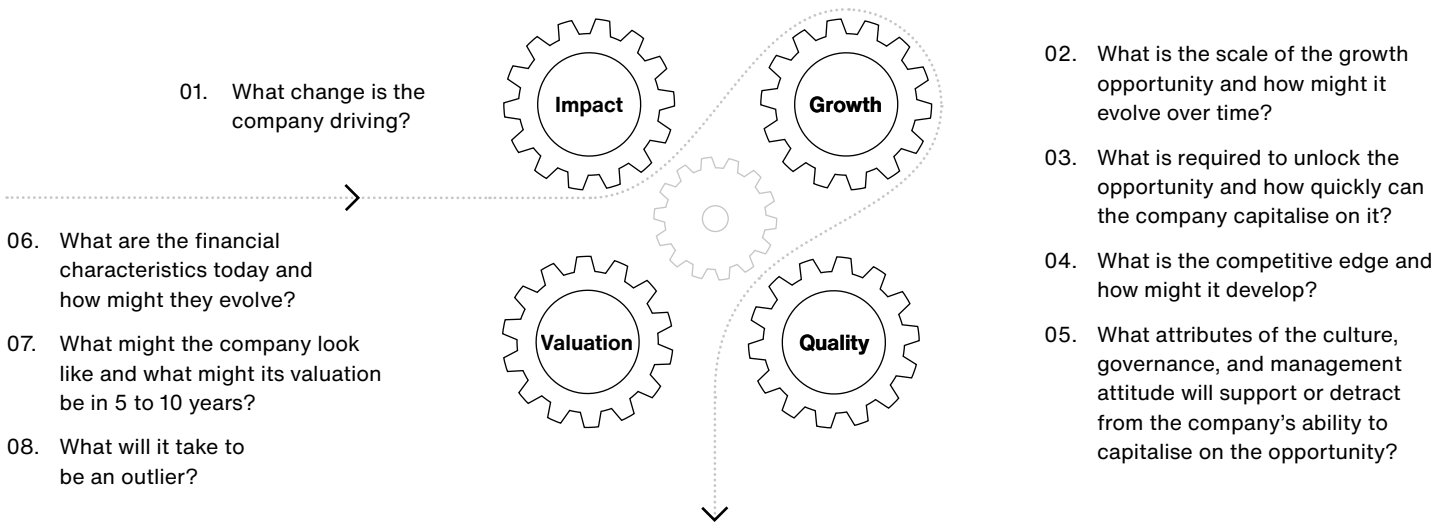 01. What change is the
company driving?
Impact
Growth
02. What is the scale of the growth
opportunity and how might it
evolve over time?
03. What is required to unlock the
opportunity and how quickly can
the company capitalise on it?
04. What is the competitive edge and
how might it develop?
05. What attributes of the culture,
governance, and management
attitude will support or detract
from the company’s ability to
capitalise on the opportunity?
Quality
Valuation
06. What are the financial
characteristics today and
how might they evolve?
07. What might the company look
like and what might its valuation
be in 5 to 10 years?
08. What will it take to
be an outlier?